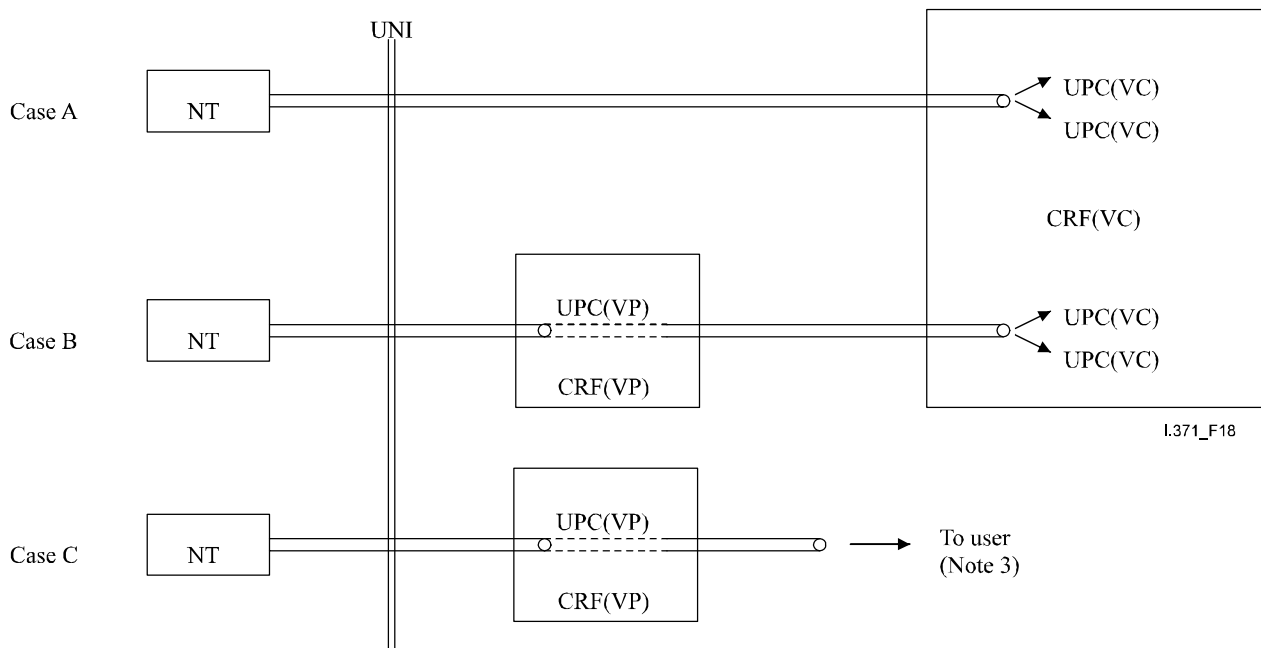 UNI
Case A
NT
UPC(VC)
UPC(VC)
CRF(VC)
Case B
NT
UPC(VP)
CRF(VP)
UPC(VC)
UPC(VC)
I.371_F18
Case C
NT
UPC(VP)
CRF(VP)
To user
(Note 3)